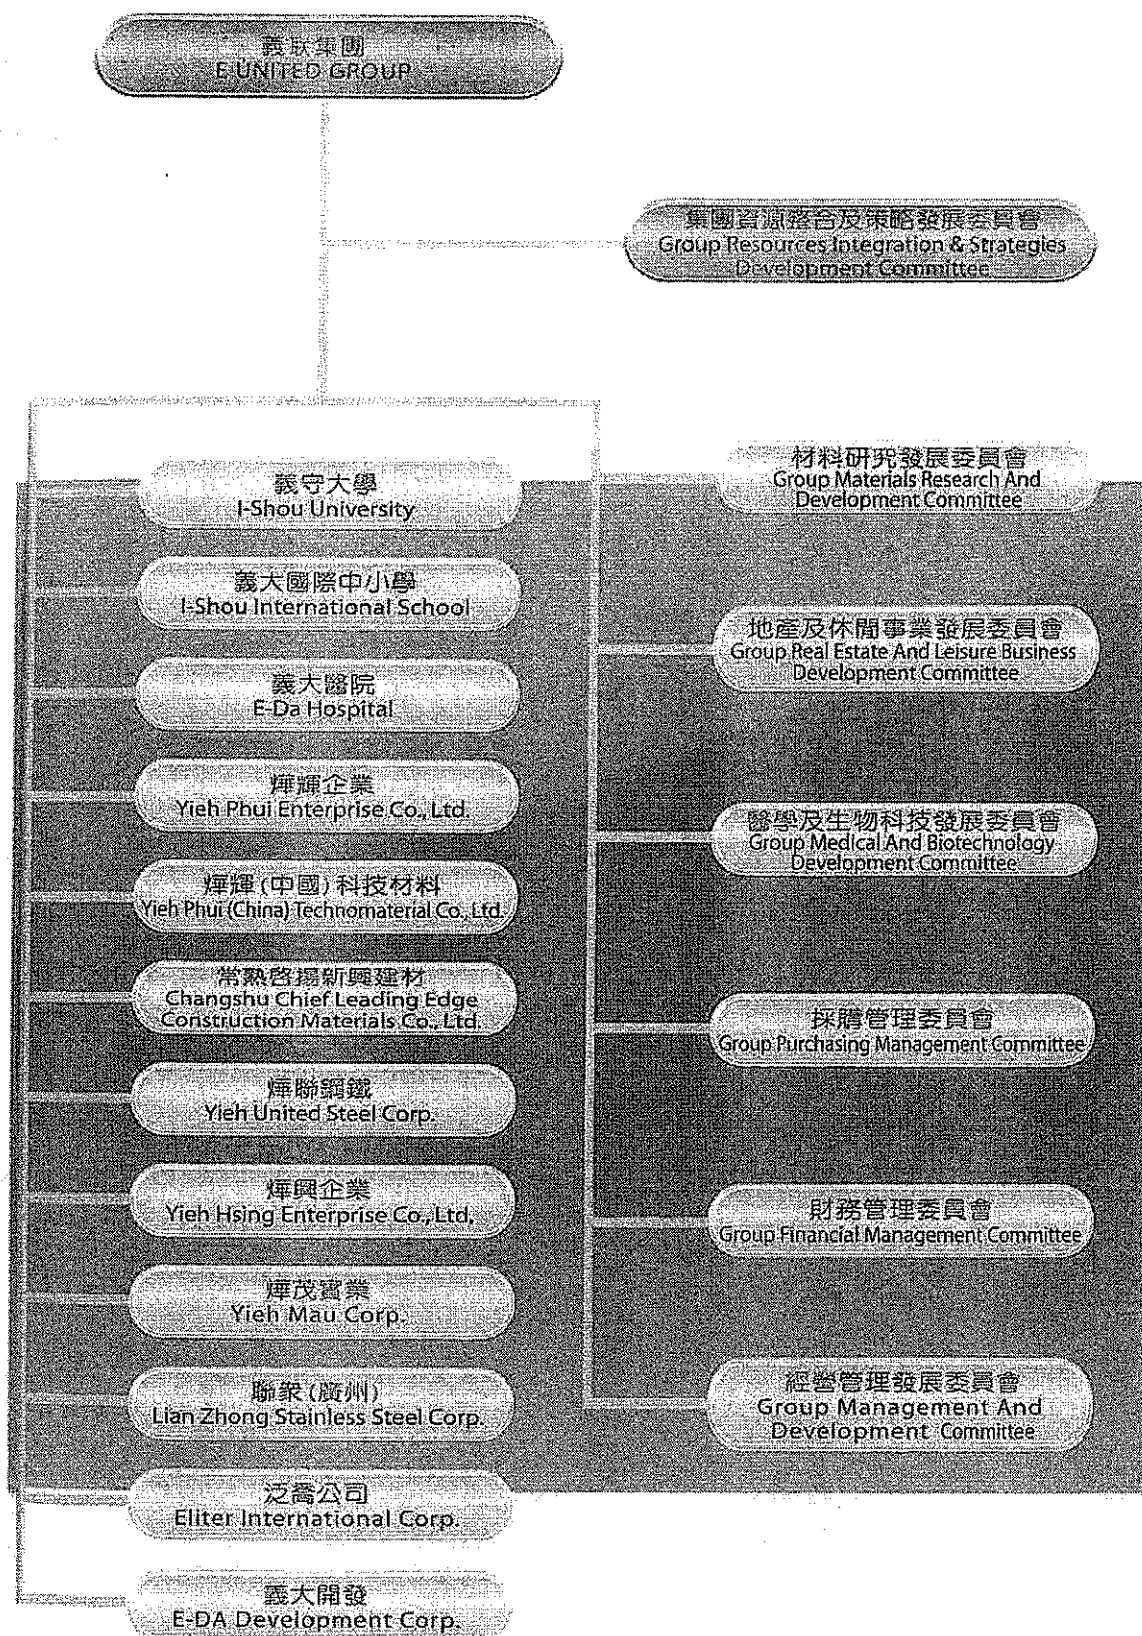 義联集團
E UNITED GROUP
集團資源整合及策略發展委員會
Group Resources Integration & Strategies
Development Committee
義守大學
I-Shou University
義大國際中小學
I-Shou International School
義大醫院
E-Da Hospital
燁輝企業
Yieh Phui Enterprise Co., Ltd.
燁輝(中國)科技材料
Yieh Phui (China) Technomaterial Co., Ltd.
常熟啓揚新興建材
Changshu Chief Leading Edge
Construction Materials Co., Ltd.
燁聯鋼鐵
Yieh United Steel Corp.
燁興企業
Yieh Hsing Enterprise Co., Ltd.
燁茂實業
Yieh Mau Corp.
聯衆(廣州)
Lian Zhong Stainless Steel Corp.
泛喬公司
Eliter International Corp.
義大開發
E-DA Development Corp.
材料研究發展委員會
Group Materials Research And
Development Committee
地產及休閒事業發展委員會
Group Real Estate And Leisure Business
Development Committee
醫學及生物科技發展委員會
Group Medical And Biotechnology
Development Committee
採購管理委員會
Group Purchasing Management Committee
財務管理委員會
Group Financial Management Committee
經營管理發展委員會
Group Management And
Development Committee